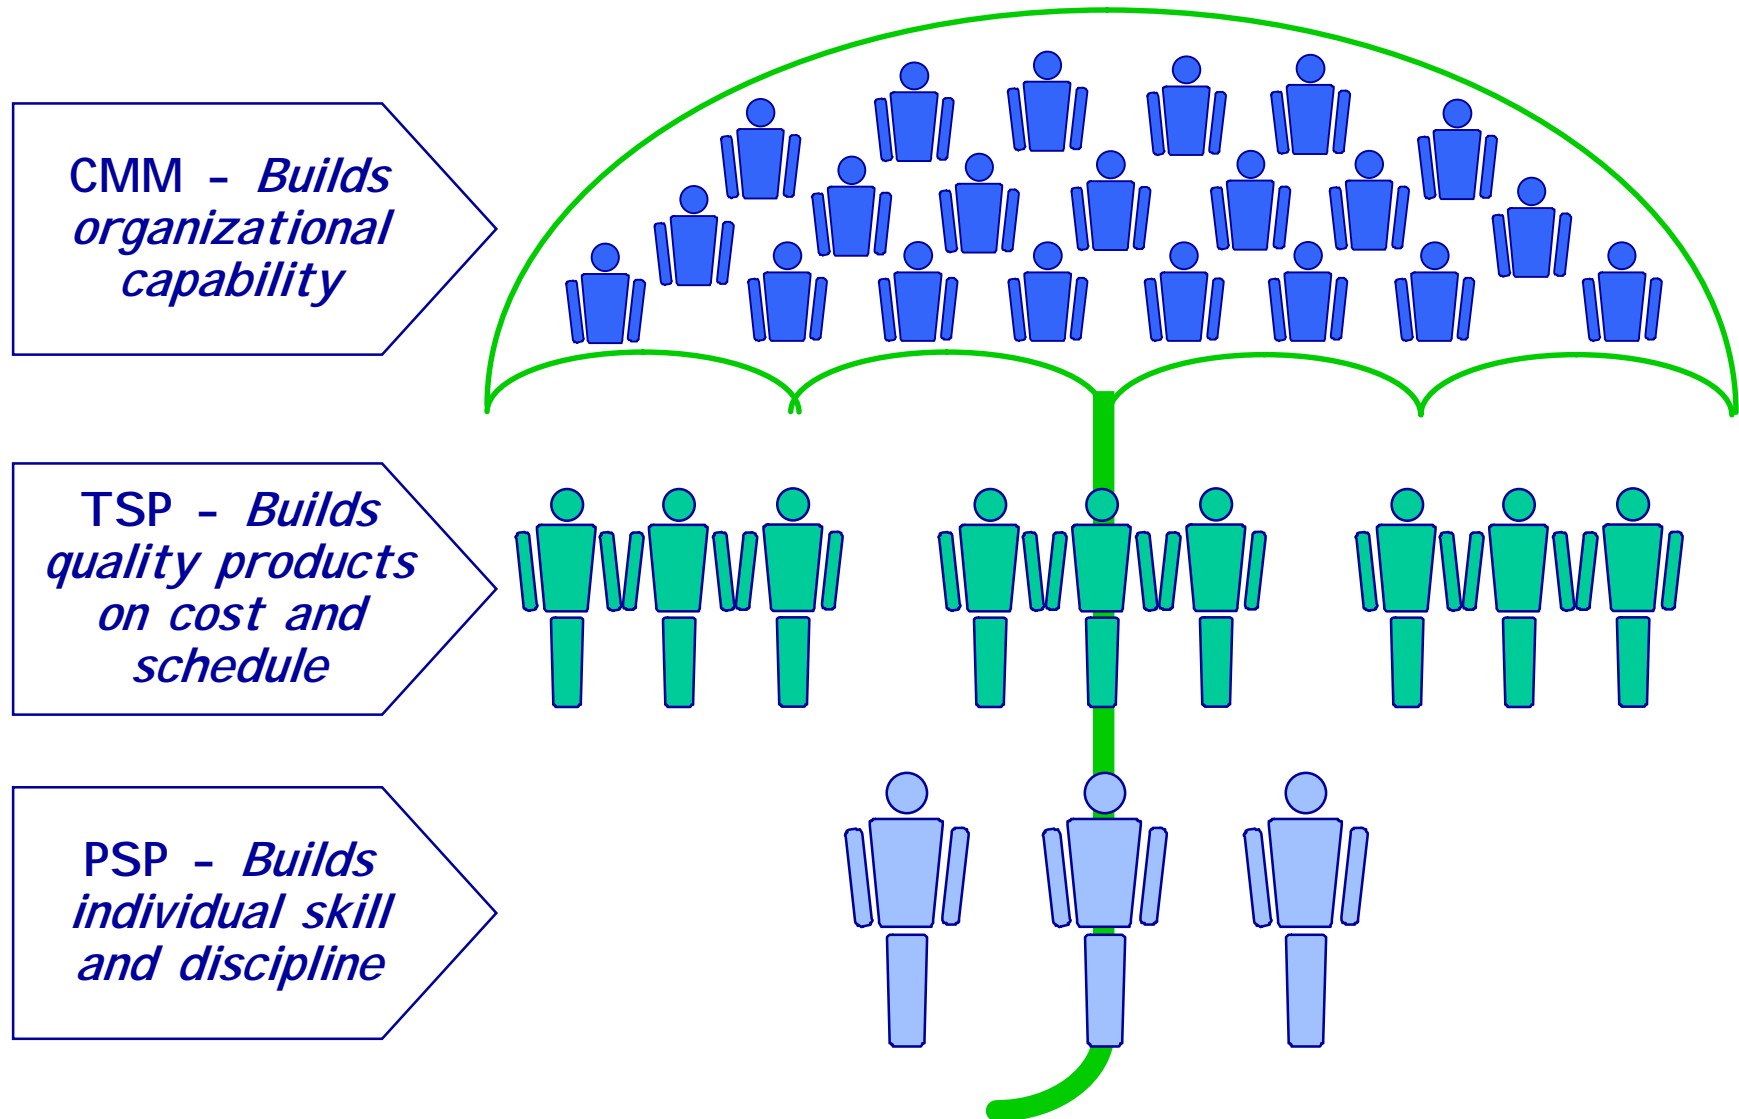 CMM - Builds
organizational
capability
TSP - Builds
quality products
on cost and
schedule
PSP - Builds
individual skill
and discipline